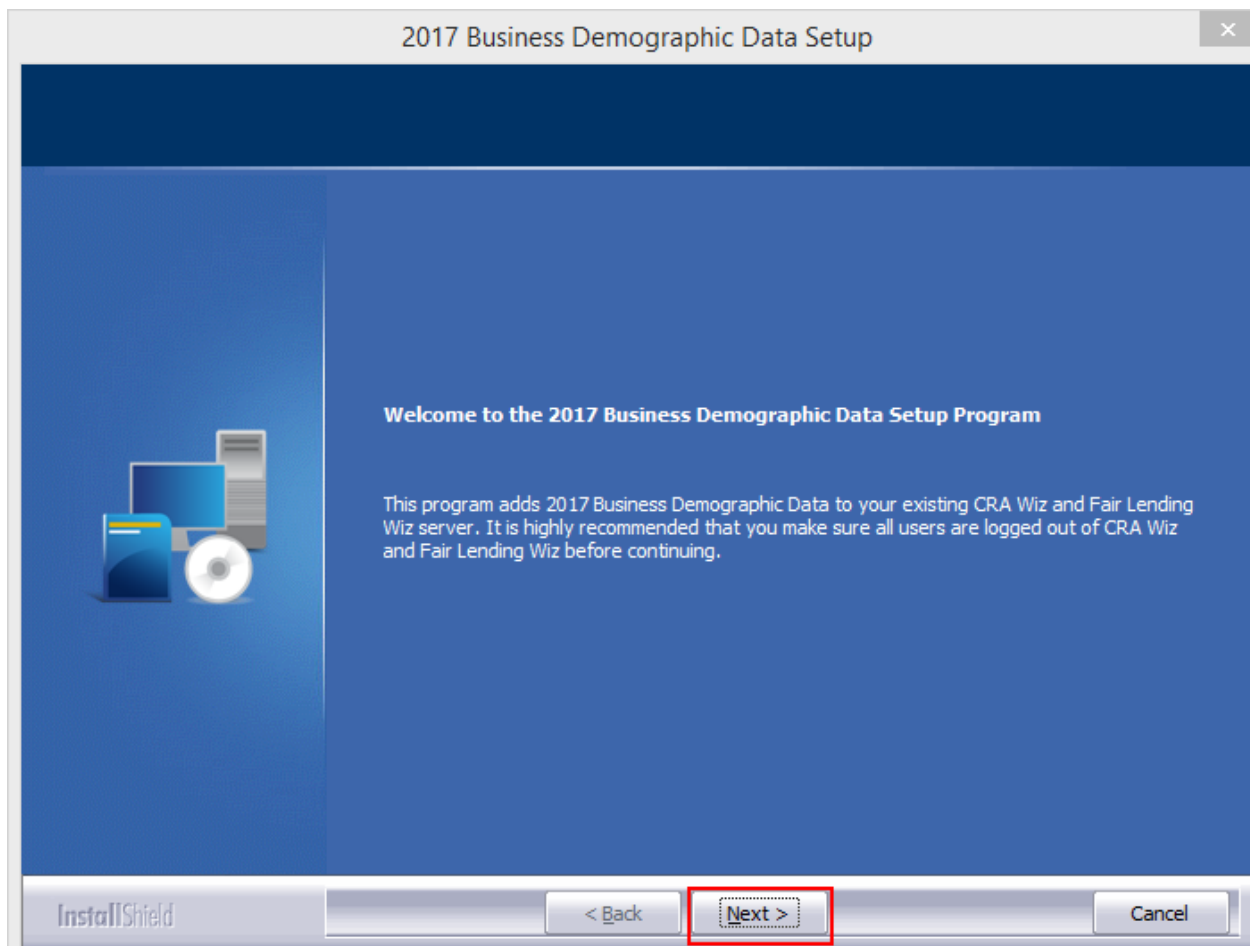 2017 Business Demographic Data Setup
Welcome to the 2017 Business Demographic Data Setup Program
This program adds 2017 Business Demographic Data to your existing CRA Wiz and Fair Lending
Wiz server. It is highly recommended that you make sure all users are logged out of CRA Wiz
and Fair Lending Wiz before continuing.
InstallShield
< Back
Next >
Cancel